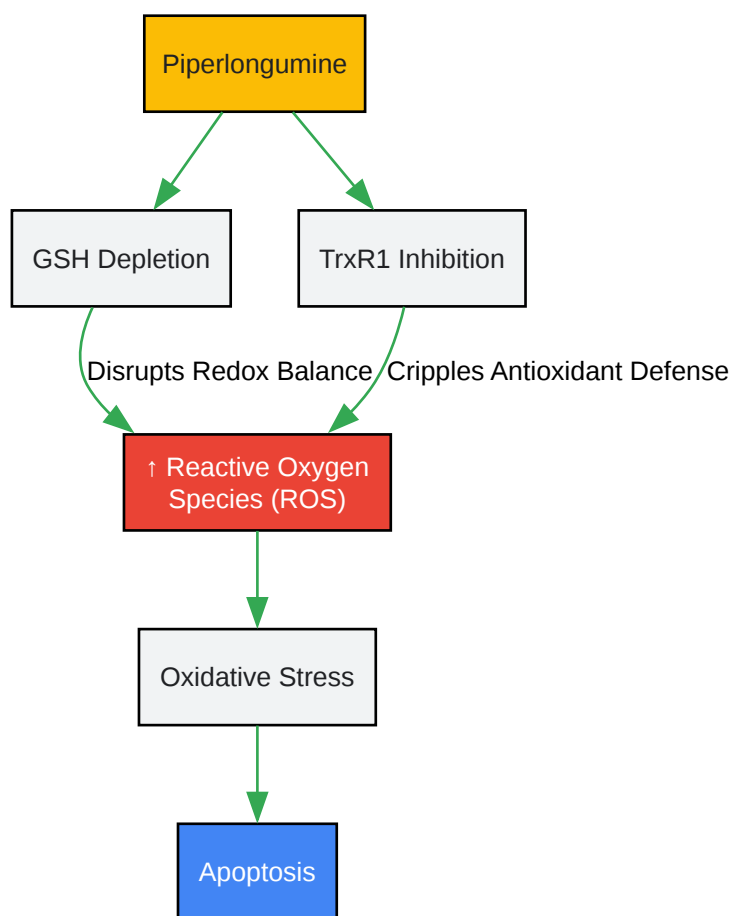 Piperlongumine
GSH Depletion
TrxR1 Inhibition
Disrupts Redox Balance
Cripples Antioxidant Defense
↑ Reactive Oxygen
Species (ROS)
Oxidative Stress
Apoptosis